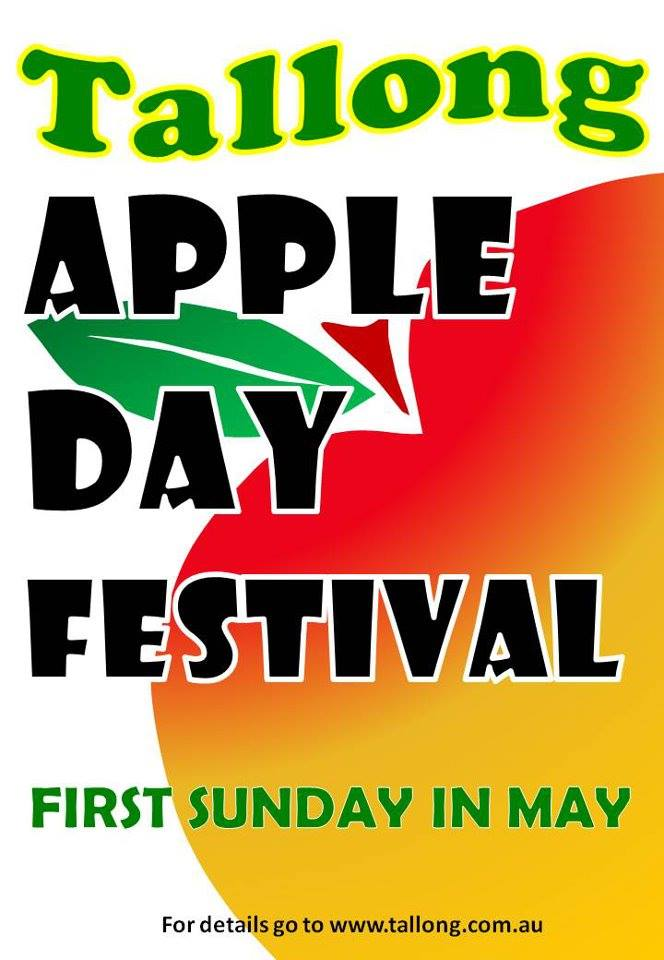 Tallong
APPLE
DAY
FESTIVAL
FIRST SUNDAY IN MAY
For details go to www.tallong.com.au